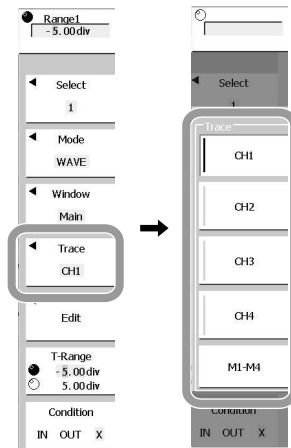 Range1
-5.00div
Select
1
Mode
WAVE
Window
Main
Trace
CH1
Edit
T-Range
-5.00div
5.00div
Condition
IN OUT X
Select
1
Trace
CH1
CH2
CH3
CH4
M1-M4
Condition
IN OUT X